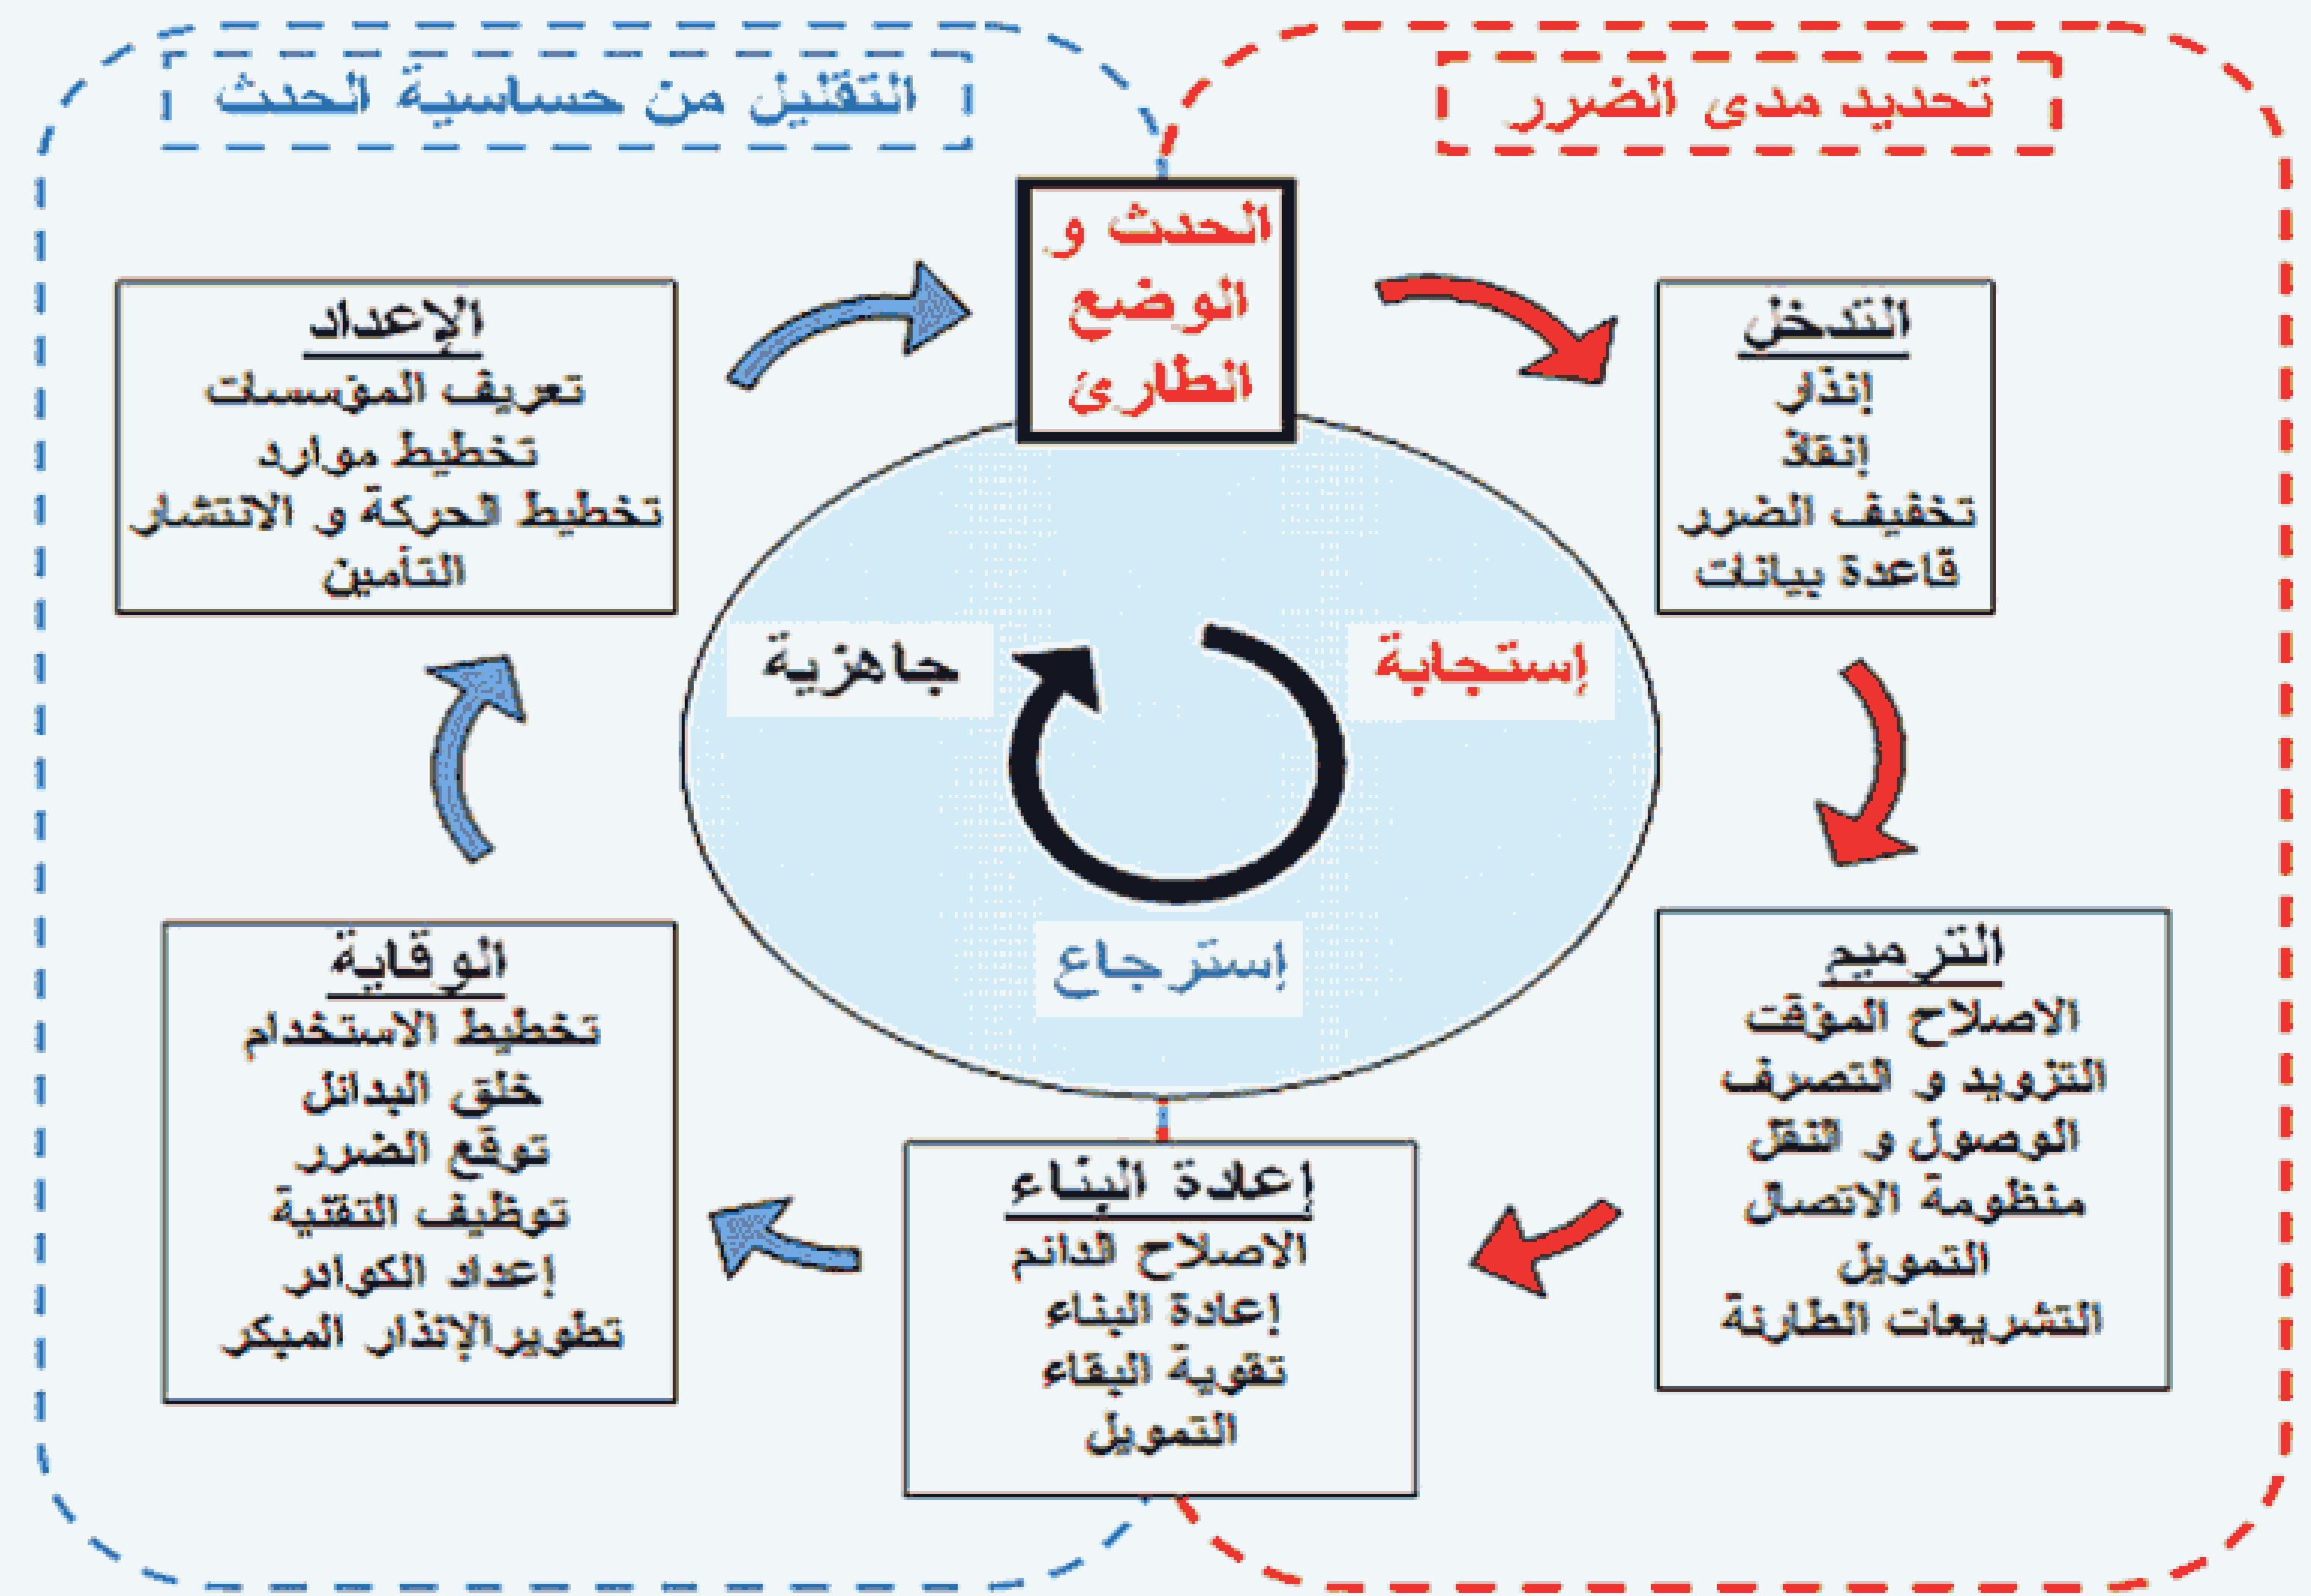 تحديد مدى الضرر
التقليل من حساسية الحدث
الحدث و
الوضع
الطارئ
التدخل
إنذار
إنقاذ
تخفيف الضرر
قاعدة بيانات
الترميم
الاصلاح المؤقت
التزويد و التصرف
الوصول و النقل
منظومة الاتصال
التمويل
التشريعات الطارئة
إعادة البناء
الاصلاح الدائم
إعادة البناء
تقوية البقاء
التمويل
الوقاية
تخطيط الاستخدام
خلق البدائل
توقع الضرر
توظيف التقنية
إعداد الكوادر
تطويرالإنذار المبكر
الإعداد
تعريف المؤسسات
تخطيط موارد
تخطيط الحركة و الانتشار
التأمين
إستجابة
إسترجاع
جاهزية